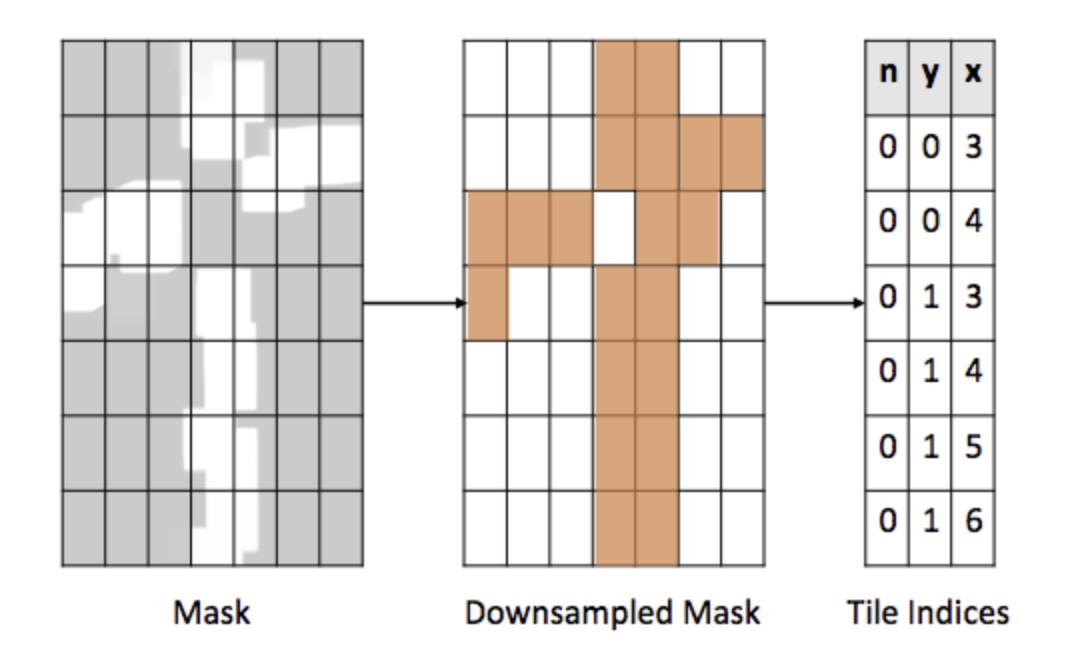 n y x
0 0 3
0 0 4
0 1 3
0 1 4
0 1 5
0 1 6
Mask
Downsampled Mask
Tile Indices